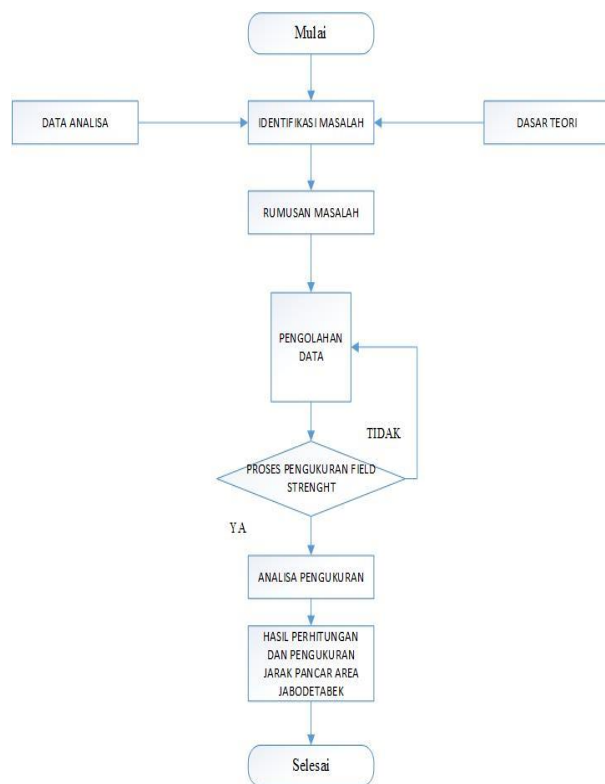 Mulai
DATA ANALISA
IDENTIFIKASI MASALAH
DASAR TEORI
RUMUSAN MASALAH
PENGOLAHAN
DATA
TIDAK
PROSES PENGUKURAN FIELD
STRENGHT
YA
ANALISA PENGUKURAN
HASIL PERHITUNGAN
DAN PENGUKURAN
JARAK PANCAR AREA
JABODETABEK
Selesai